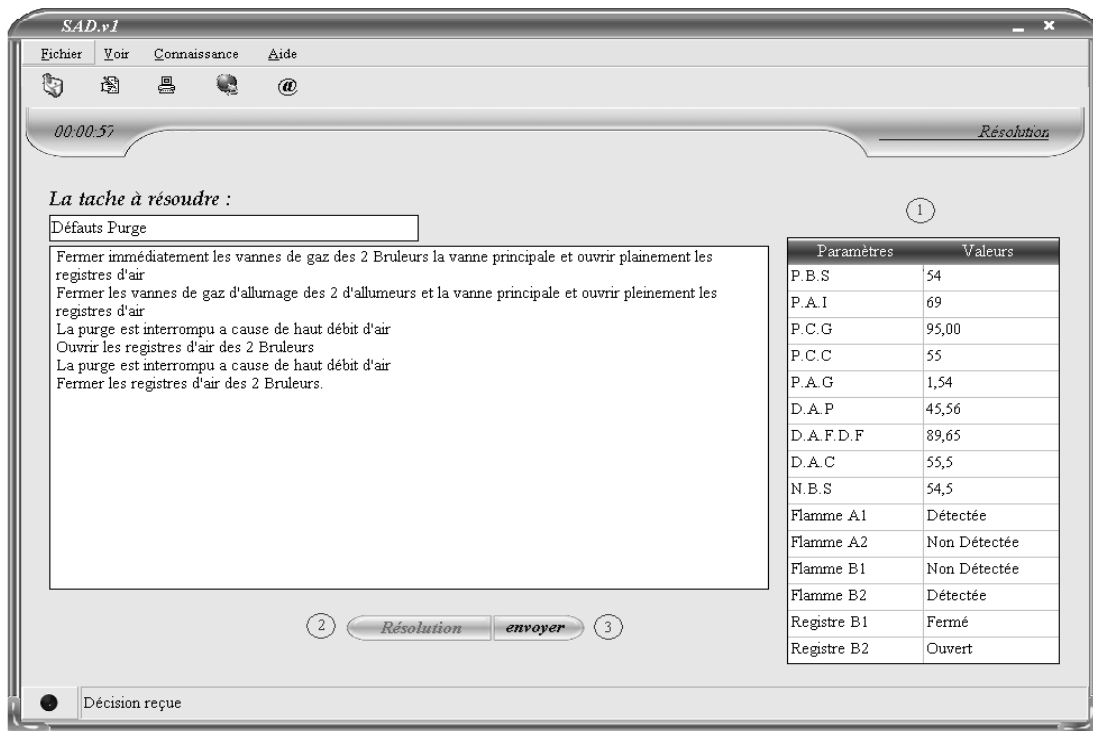 SAD.v1
Fichier Voir Connaissance Aide
@
00:00:57
Résolution
La tache à résoudre :
Défauts Purge
Fermer immédiatement les vannes de gaz des 2 Bruleurs la vanne principale et ouvrir plainement les
registres d'air
Fermer les vannes de gaz d'allumage des 2 d'allumeurs et la vanne principale et ouvrir pleinement les
registres d'air
La purge est interrompu a cause de haut débit d'air
Ouvrir les registres d'air des 2 Bruleurs
La purge est interrompu a cause de haut débit d'air
Fermer les registres d'air des 2 Bruleurs.
1
Paramètres Valeurs
P.B.S 54
P.A.I 69
P.C.G 95,00
P.C.C 55
P.A.G 1,54
D.A.P 45,56
D.A.F.D.F 89,65
D.A.C 55,5
N.B.S 54,5
Flamme A1 Détectée
Flamme A2 Non Détectée
Flamme B1 Non Détectée
Flamme B2 Détectée
Registre B1 Fermé
Registre B2 Ouvert
2 Résolution envoyer 3
Décision reçue